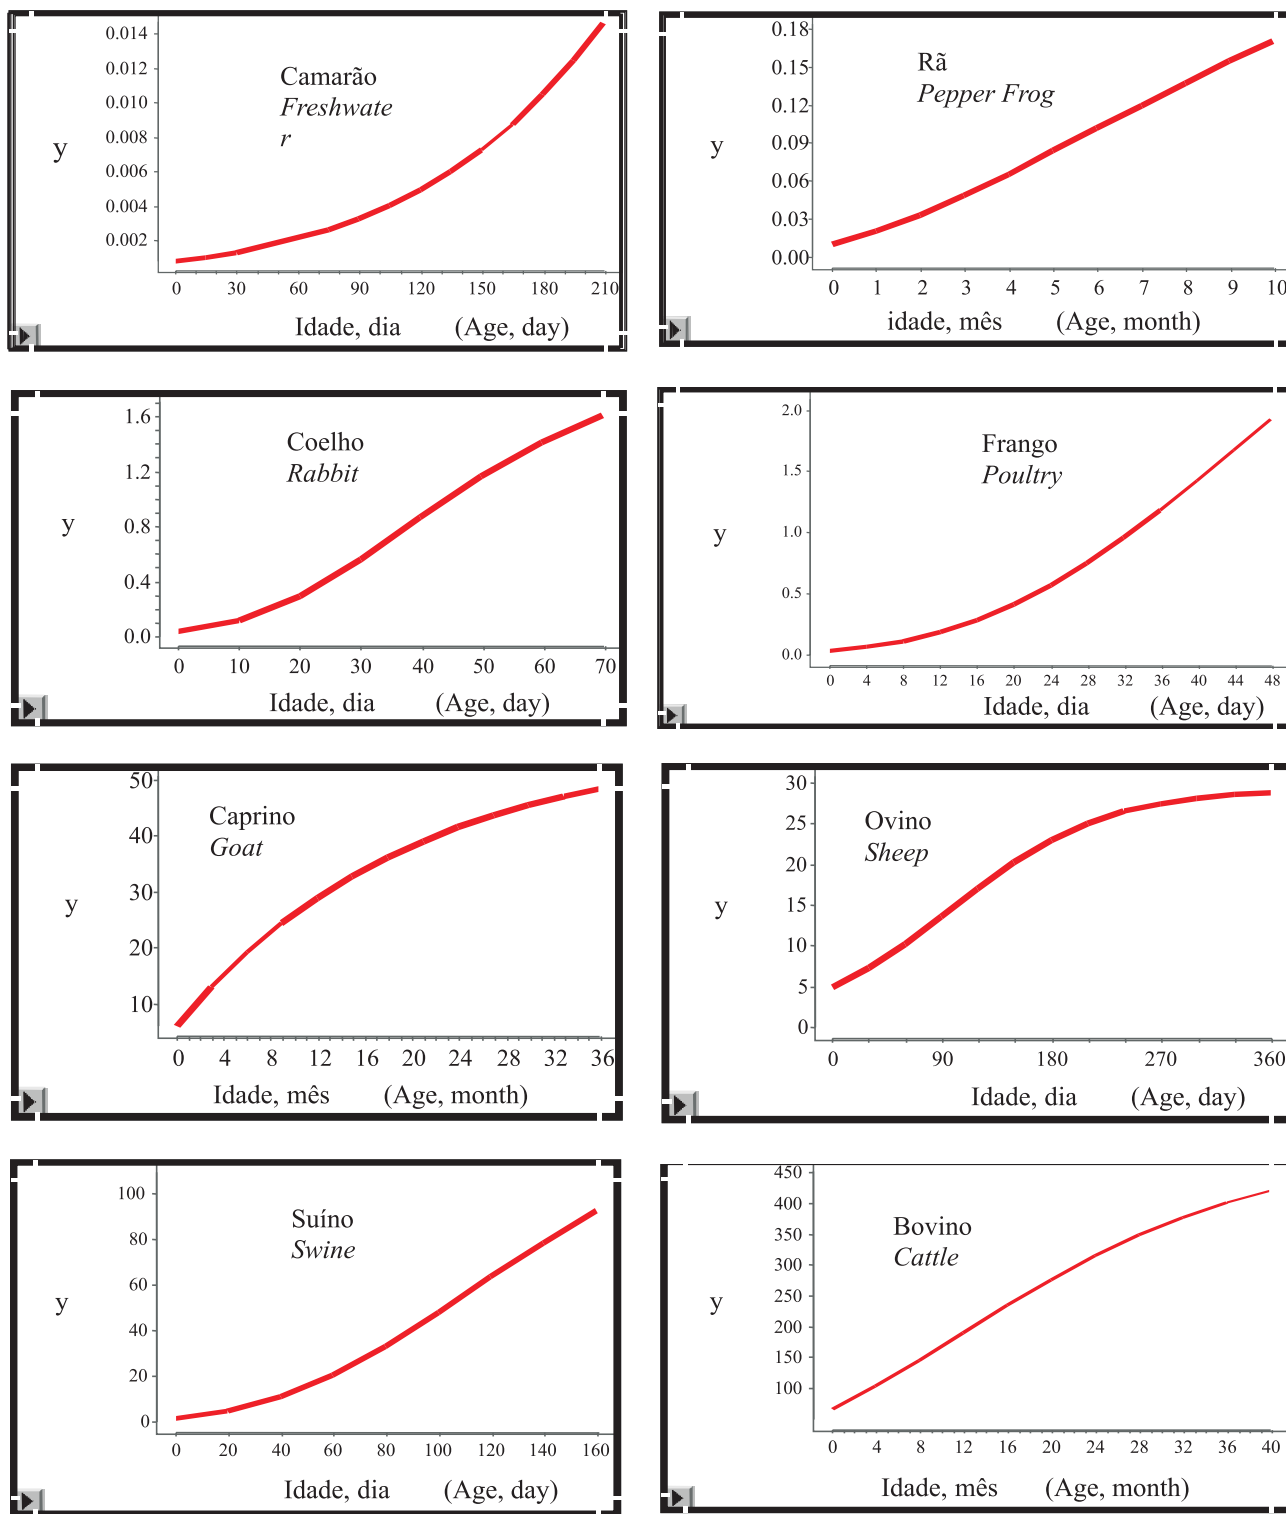 0.014
0.012
0.010
0.008
0.006
0.004
0.002
y
Camarão
Freshwate
r
0 30 60 90 120 150 180 210
Idade, dia (Age, day)
0.18
0.15
0.12
0.09
0.06
0.03
0.00
y
Rã
Pepper Frog
0 1 2 3 4 5 6 7 8 9 10
idade, mês (Age, month)
1.6
1.2
0.8
0.4
0.0
y
Coelho
Rabbit
0 10 20 30 40 50 60 70
Idade, dia (Age, day)
2.0
1.5
1.0
0.5
0.0
y
Frango
Poultry
0 4 8 12 16 20 24 28 32 36 40 44 48
Idade, dia (Age, day)
50
40
30
20
10
y
Caprino
Goat
0 4 8 12 16 20 24 28 32 36
Idade, mês (Age, month)
30
25
20
15
10
5
0
y
Ovino
Sheep
0 90 180 270 360
Idade, dia (Age, day)
100
80
60
40
20
0
y
Suíno
Swine
0 20 40 60 80 100 120 140 160
Idade, dia (Age, day)
450
400
350
300
250
200
150
100
y
Bovino
Cattle
0 4 8 12 16 20 24 28 32 36 40
Idade, mês (Age, month)